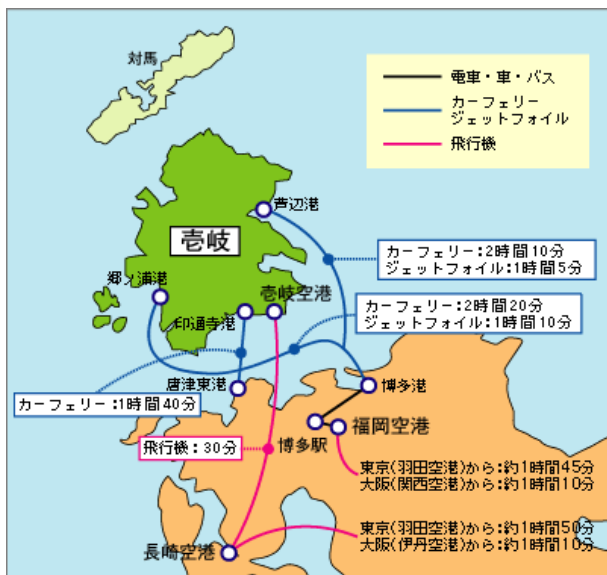 対馬
電車・車・バス
カーフェリー
ジェットフォイル
飛行機
芦辺港
壱岐
カーフェリー:2時間10分
ジェットフォイル:1時間5分
郷ノ浦港
壱岐空港
印通寺港
カーフェリー:2時間20分
ジェットフォイル:1時間10分
唐津東港
博多港
カーフェリー:1時間40分
福岡空港
飛行機:30分
博多駅
東京(羽田空港)から:約1時間45分
大阪(関西空港)から:約1時間10分
東京(羽田空港)から:約1時間50分
大阪(伊丹空港)から:約1時間10分
長崎空港